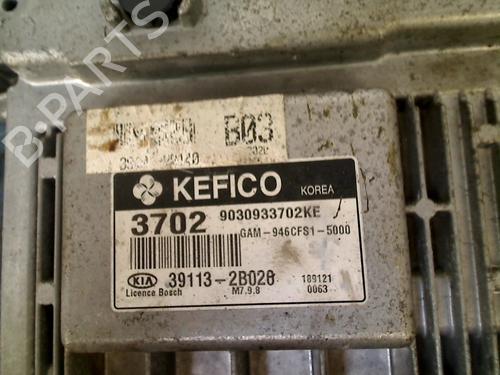 B03
KEFICO KOREA
3702 9030933702KE
GAM-946CFS1-5000
KIA 39113-2B020 189121
Licence Bosch M7.9.8 0063
B-PARTS